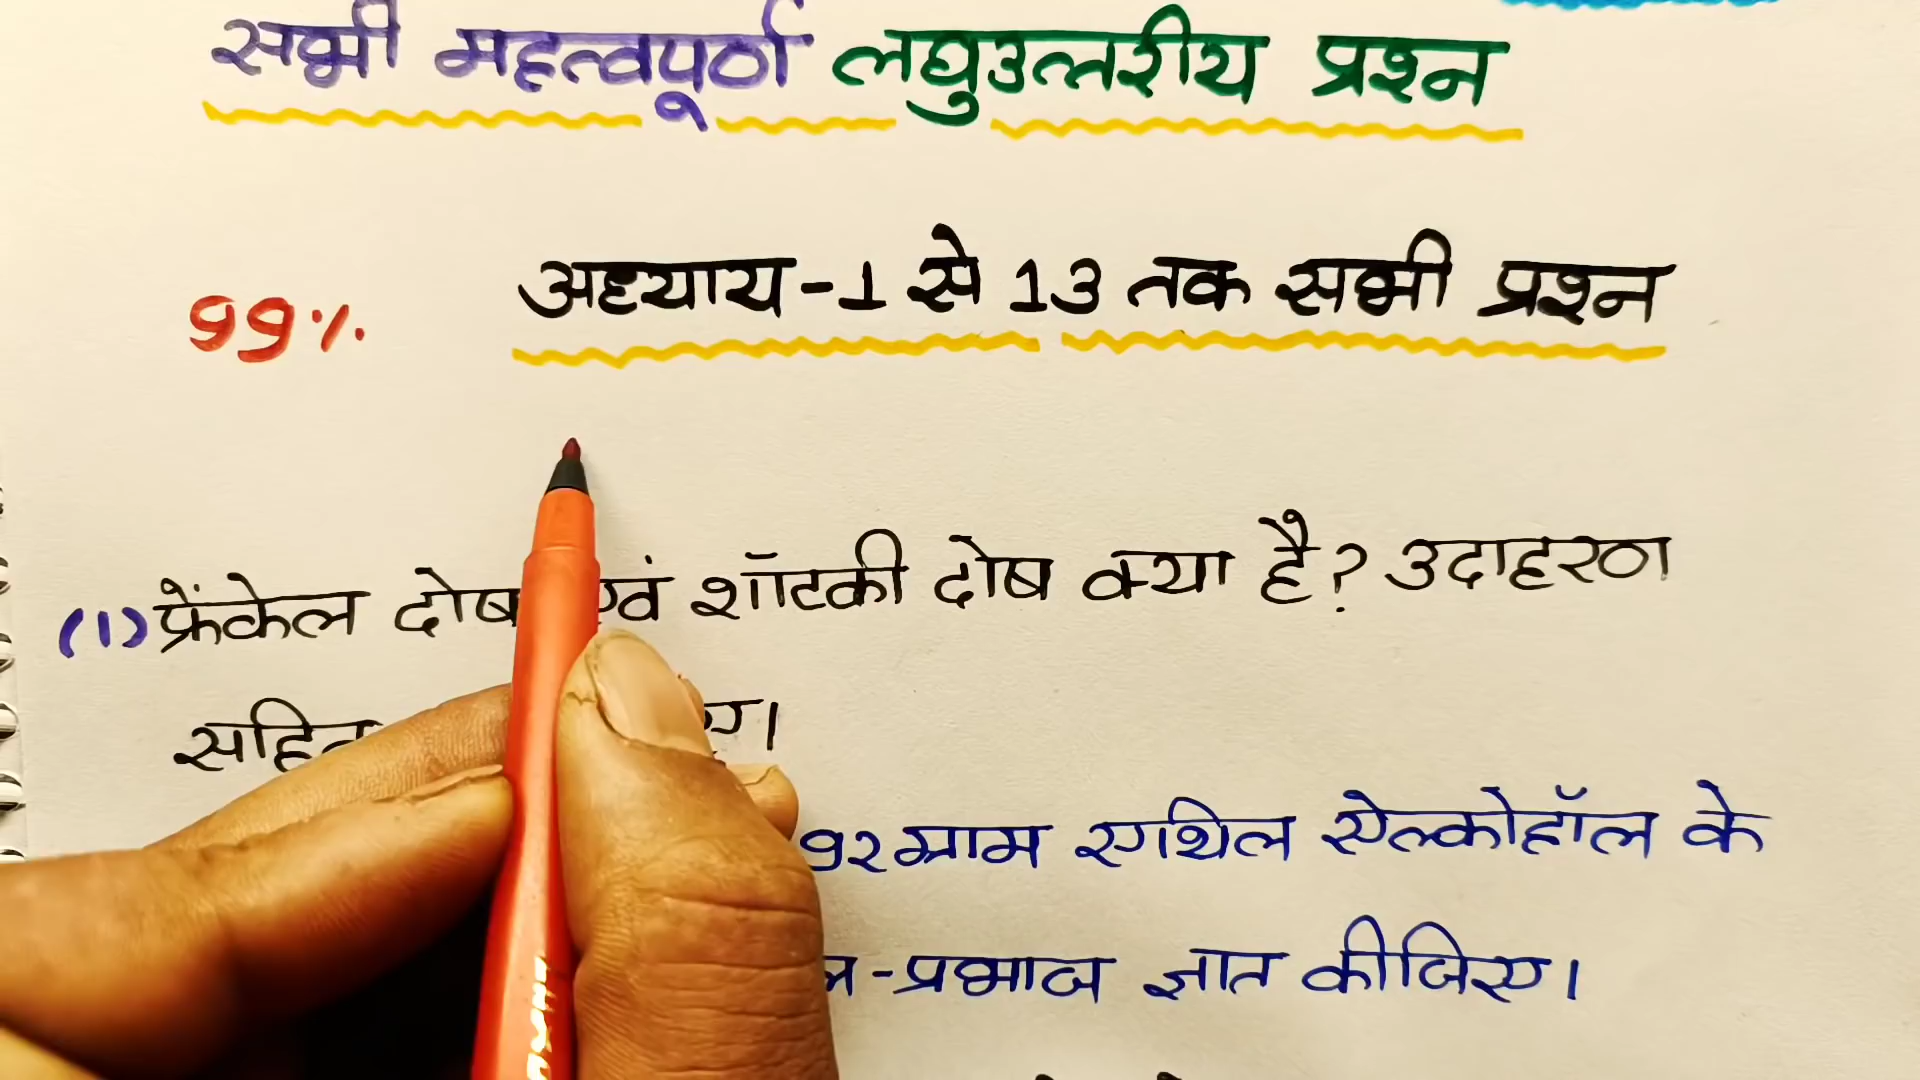 सभी महत्वपूर्ण लघुउत्तरीय प्रश्न
अध्याय-1 से 13 तक सभी प्रश्न
99%
(1) फ्रेंकेल दोष एवं शॉटकी दोष क्या है? उदाहरण
सहित
92 ग्राम एथिल ऐल्कोहॉल के
-प्रभाज ज्ञात कीजिए।